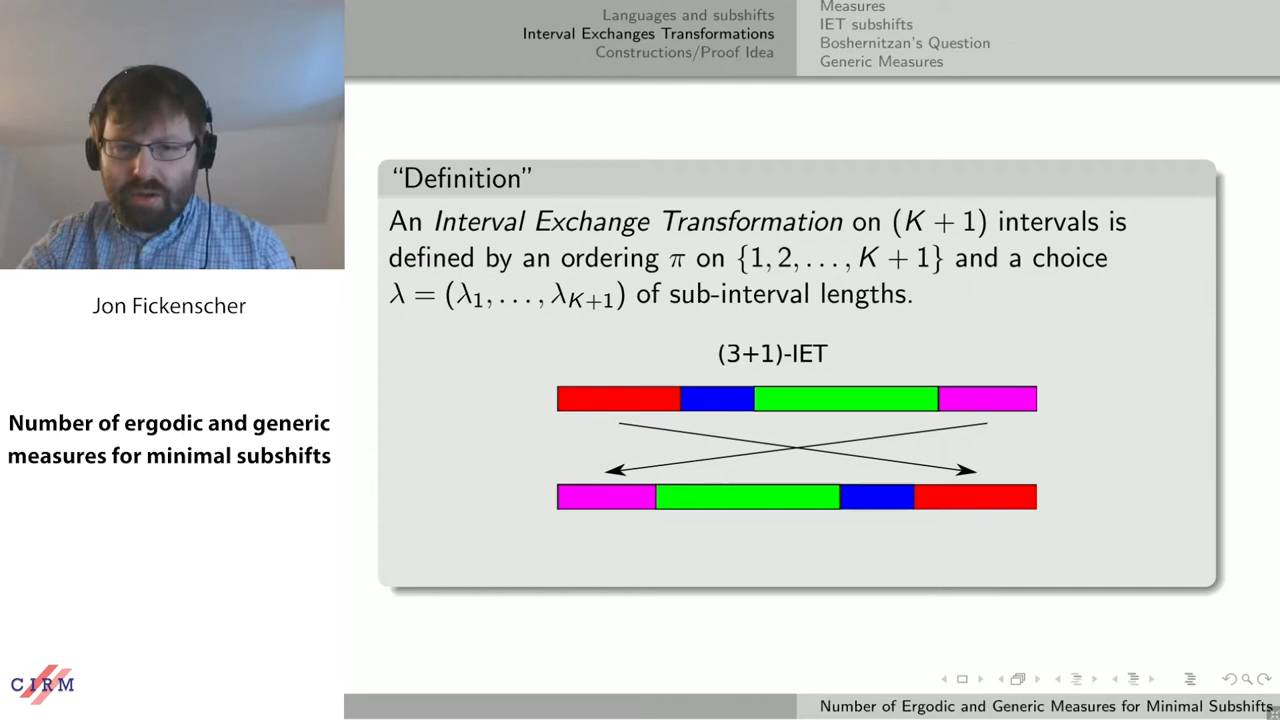 Languages and subshifts
Interval Exchanges Transformations
Constructions/Proof Idea
Measures
IET subshifts
Boshernitzan's Question
Generic Measures
Jon Fickenscher
Number of ergodic and generic
measures for minimal subshifts
CIRM
“Definition”
An Interval Exchange Transformation on (K + 1) intervals is
defined by an ordering π on {1, 2, . . . , K + 1} and a choice
λ = (λ₁, . . . , λ_{K+1}) of sub-interval lengths.
(3+1)-IET
Number of Ergodic and Generic Measures for Minimal Subshifts